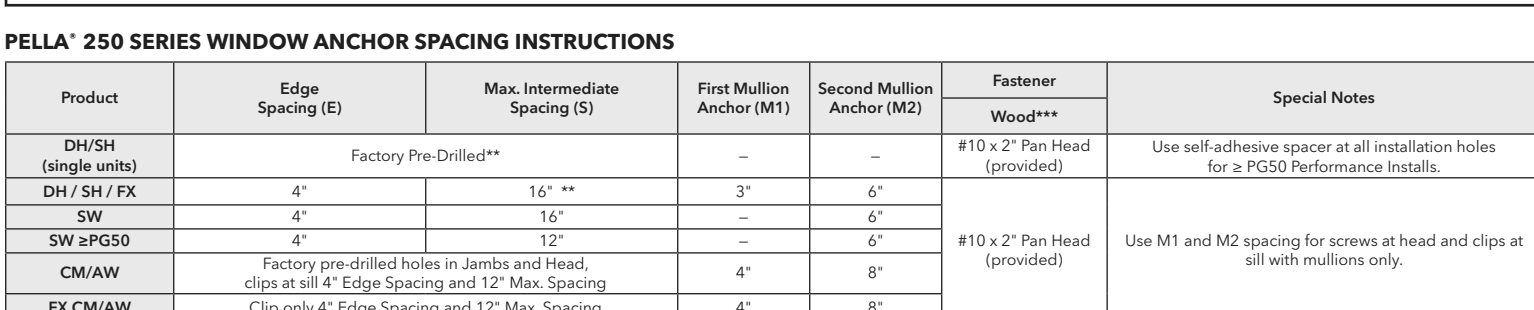 PELLA® 250 SERIES WINDOW ANCHOR SPACING INSTRUCTIONS
Product
Edge
Spacing (E)
Max. Intermediate
Spacing (S)
First Mullion
Anchor (M1)
Second Mullion
Anchor (M2)
Fastener
Wood***
Special Notes
DH/SH
(single units)
Factory Pre-Drilled**
–
–
#10 x 2" Pan Head
(provided)
Use self-adhesive spacer at all installation holes
for ≥ PG50 Performance Installs.
DH / SH / FX
4"
16" **
3"
6"
SW
4"
16"
–
6"
SW ≥PG50
4"
12"
–
6"
#10 x 2" Pan Head
(provided)
Use M1 and M2 spacing for screws at head and clips at
sill with mullions only.
CM/AW
Factory pre-drilled holes in Jambs and Head,
clips at sill 4" Edge Spacing and 12" Max. Spacing
4"
8"
FX CM/AW
Clip only 4" Edge Spacing and 12" Max. Spacing
4"
8"